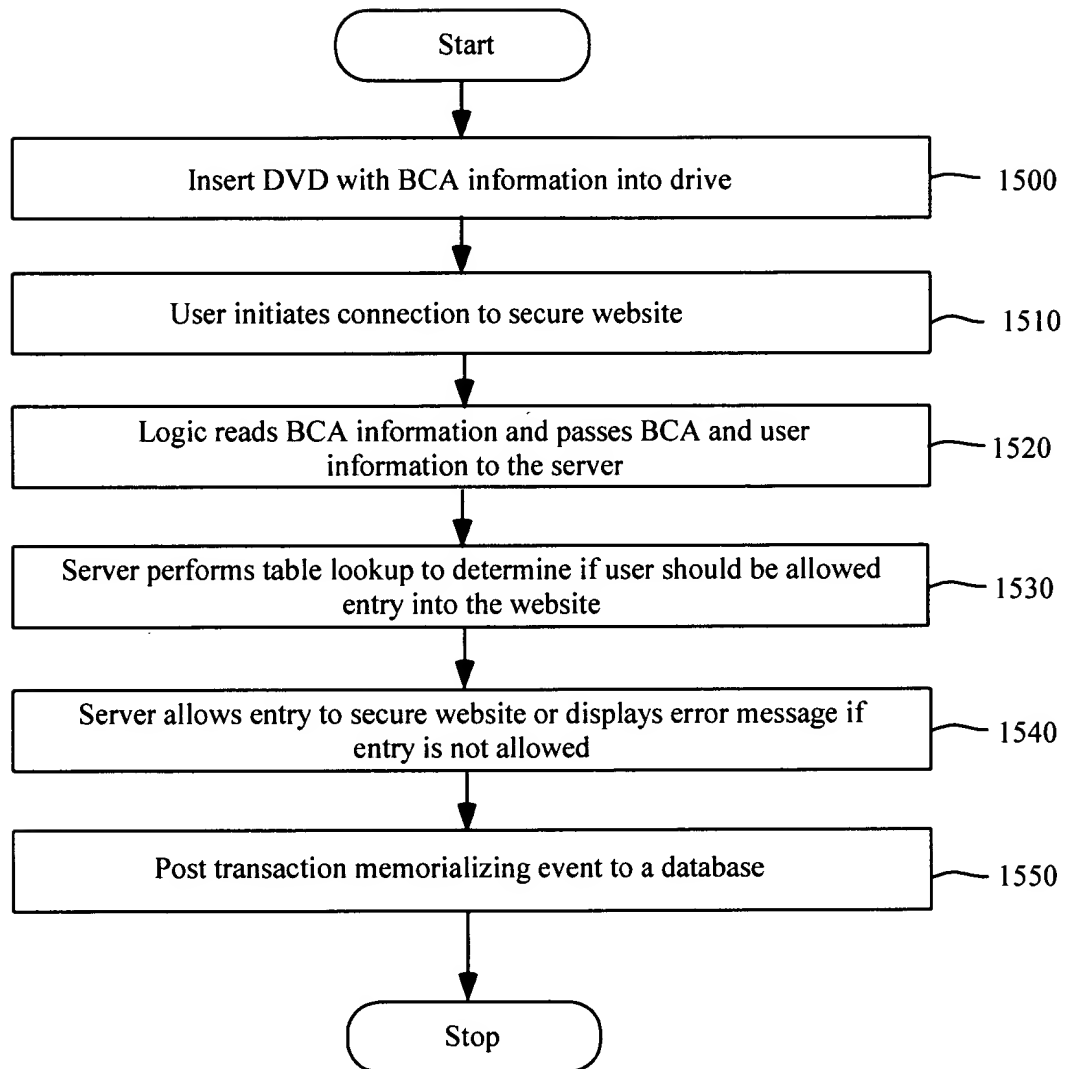 Start
Insert DVD with BCA information into drive
1500
User initiates connection to secure website
1510
Logic reads BCA information and passes BCA and user
information to the server
1520
Server performs table lookup to determine if user should be allowed
entry into the website
1530
Server allows entry to secure website or displays error message if
entry is not allowed
1540
Post transaction memorializing event to a database
1550
Stop